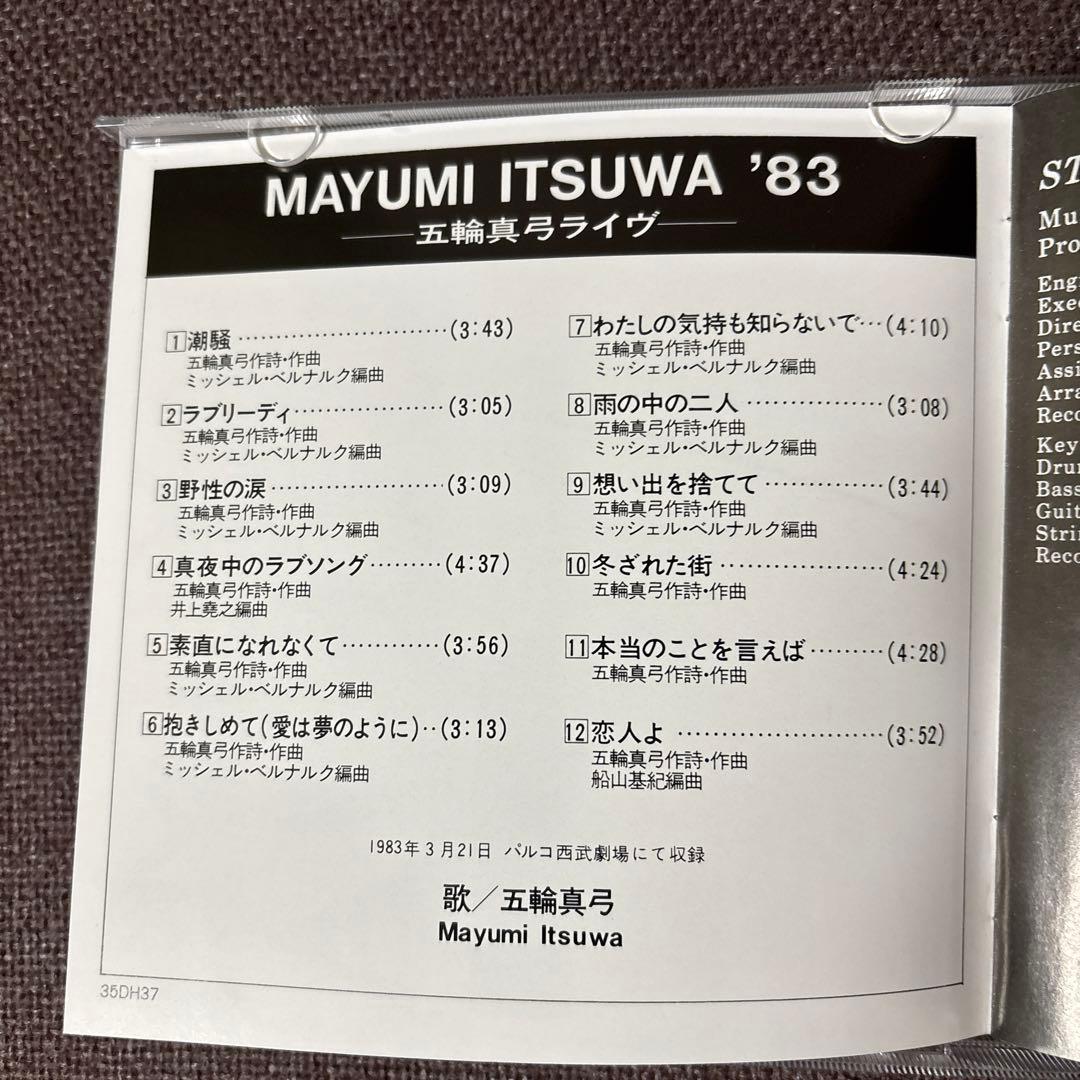 MAYUMI ITSUWA '83
五輪真弓ライヴ
1 潮騒……………………(3:43)
五輪真弓作詩・作曲
ミッシェル・ベルナルク編曲
2 ラブリーディ………………(3:05)
五輪真弓作詩・作曲
ミッシェル・ベルナルク編曲
3 野性の涙…………………(3:09)
五輪真弓作詩・作曲
ミッシェル・ベルナルク編曲
4 真夜中のラブソング………(4:37)
五輪真弓作詩・作曲
井上堯之編曲
5 素直になれなくて…………(3:56)
五輪真弓作詩・作曲
ミッシェル・ベルナルク編曲
6 抱きしめて(愛は夢のように)‥(3:13)
五輪真弓作詩・作曲
ミッシェル・ベルナルク編曲
7 わたしの気持も知らないで…(4:10)
五輪真弓作詩・作曲
ミッシェル・ベルナルク編曲
8 雨の中の二人 ……………(3:08)
五輪真弓作詩・作曲
ミッシェル・ベルナルク編曲
9 想い出を捨てて …………(3:44)
五輪真弓作詩・作曲
ミッシェル・ベルナルク編曲
10 冬ざれた街 ………………(4:24)
五輪真弓作詩・作曲
11 本当のことを言えば………(4:28)
五輪真弓作詩・作曲
12 恋人よ ……………………(3:52)
五輪真弓作詩・作曲
船山基紀編曲
1983年3月21日 パルコ西武劇場にて収録
歌／五輪真弓
Mayumi Itsuwa
35DH37
ST
Mu
Pro
Eng
Exec
Dire
Pers
Assi
Arra
Reco
Key
Drum
Bass
Guit
Strin
Reco